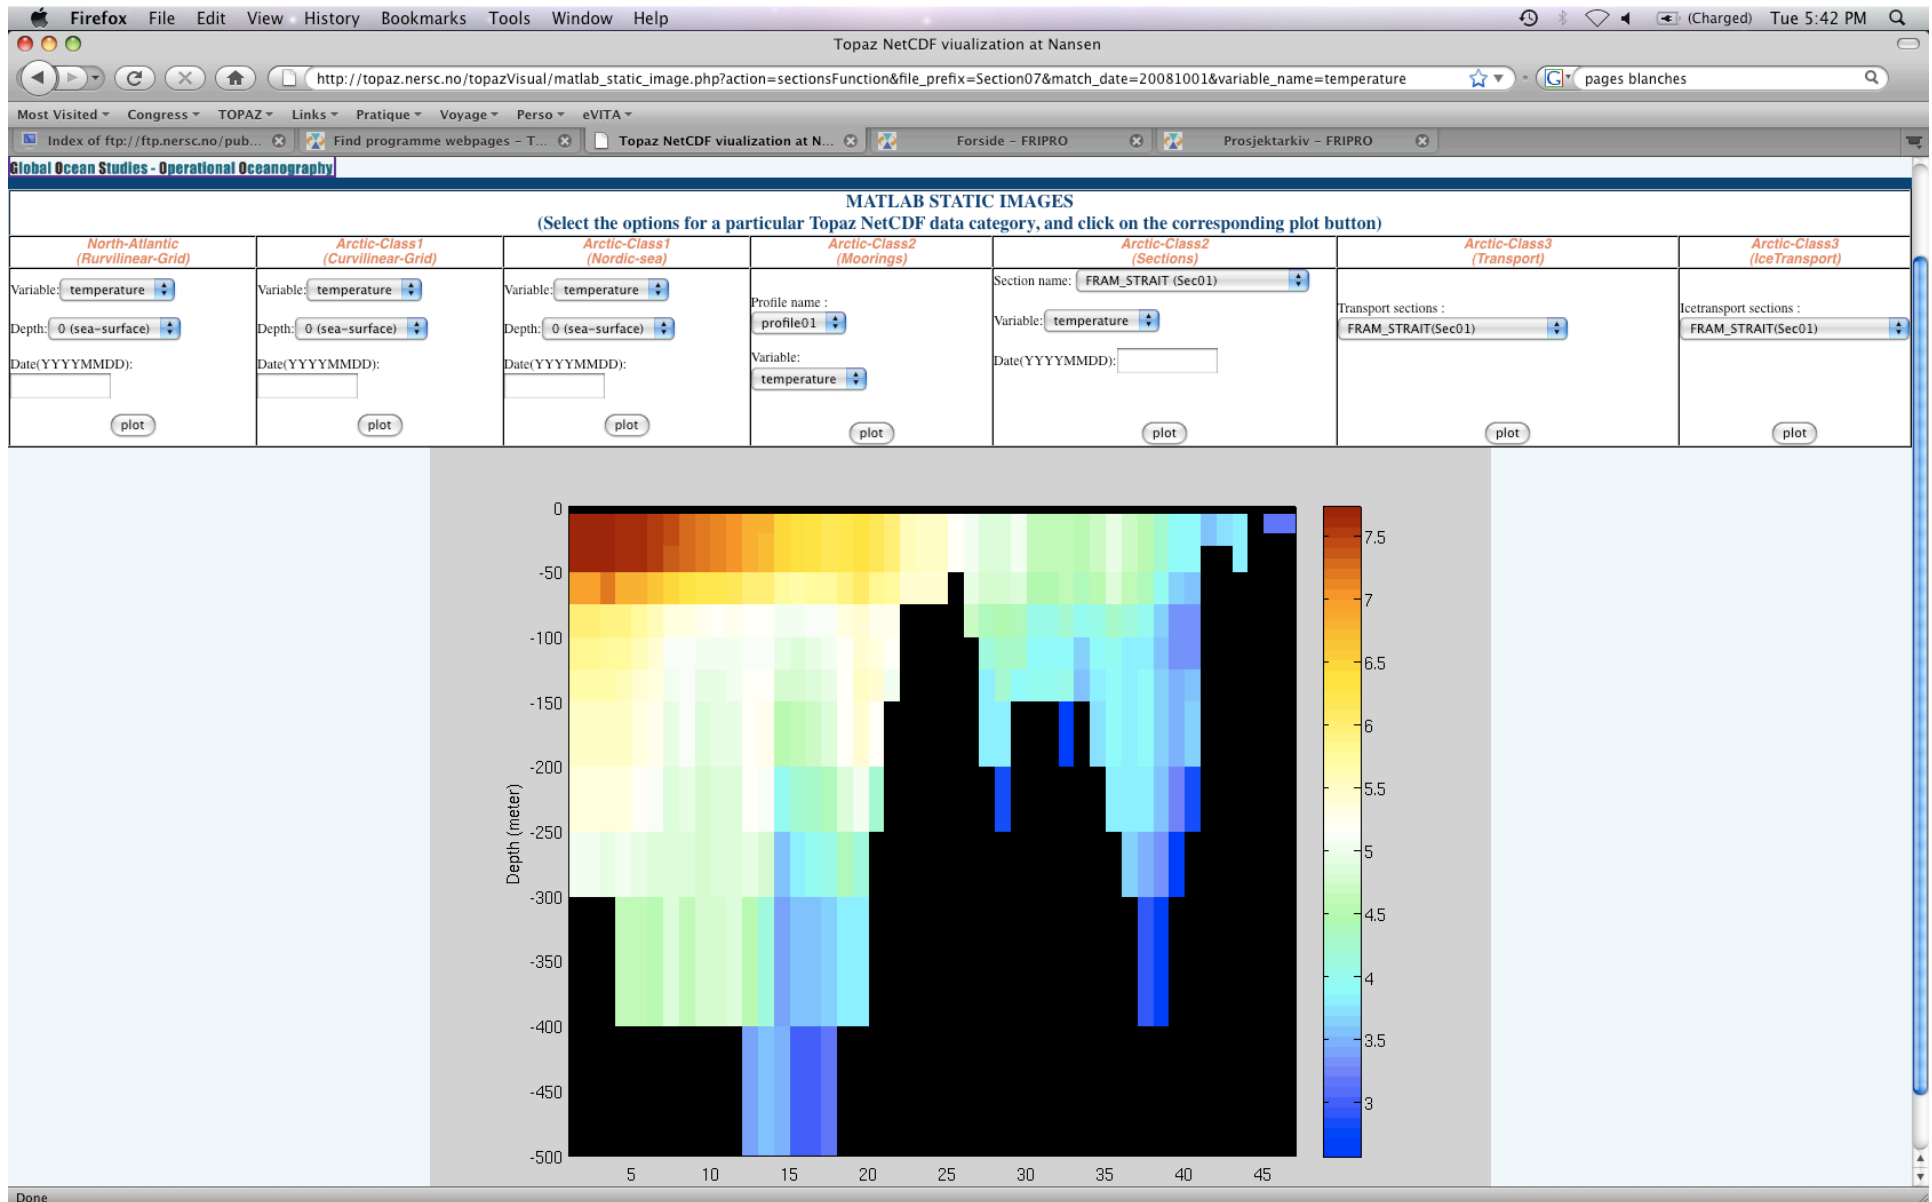 Firefox File Edit View History Bookmarks Tools Window Help (Charged) Tue 5:42 PM
Topaz NetCDF viualization at Nansen
http://topaz.nersc.no/topazVisual/matlab_static_image.php?action=sectionsFunction&file_prefix=Section07&match_date=20081001&variable_name=temperature G pages blanches
Most Visited Congress TOPAZ Links Pratique Voyage Perso eVITA
Index of ftp://ftp.nersc.no/pub... Find programme webpages – T... Topaz NetCDF viualization at N... Forside – FRIPRO Prosjektarkiv – FRIPRO
Global Ocean Studies - Operational Oceanography
MATLAB STATIC IMAGES
(Select the options for a particular Topaz NetCDF data category, and click on the corresponding plot button)
North-Atlantic
(Rurvilinear-Grid)
Variable: temperature
Depth: 0 (sea-surface)
Date(YYYYMMDD):
plot
Arctic-Class1
(Curvilinear-Grid)
Variable: temperature
Depth: 0 (sea-surface)
Date(YYYYMMDD):
plot
Arctic-Class1
(Nordic-sea)
Variable: temperature
Depth: 0 (sea-surface)
Date(YYYYMMDD):
plot
Arctic-Class2
(Moorings)
Profile name :
profile01
Variable:
temperature
plot
Arctic-Class2
(Sections)
Section name: FRAM_STRAIT (Sec01)
Variable: temperature
Date(YYYYMMDD):
plot
Arctic-Class3
(Transport)
Transport sections :
FRAM_STRAIT(Sec01)
plot
Arctic-Class3
(IceTransport)
Icetransport sections :
FRAM_STRAIT(Sec01)
plot
Depth (meter)
0
-50
-100
-150
-200
-250
-300
-350
-400
-450
-500
5 10 15 20 25 30 35 40 45
7.5
7
6.5
6
5.5
5
4.5
4
3.5
3
Done